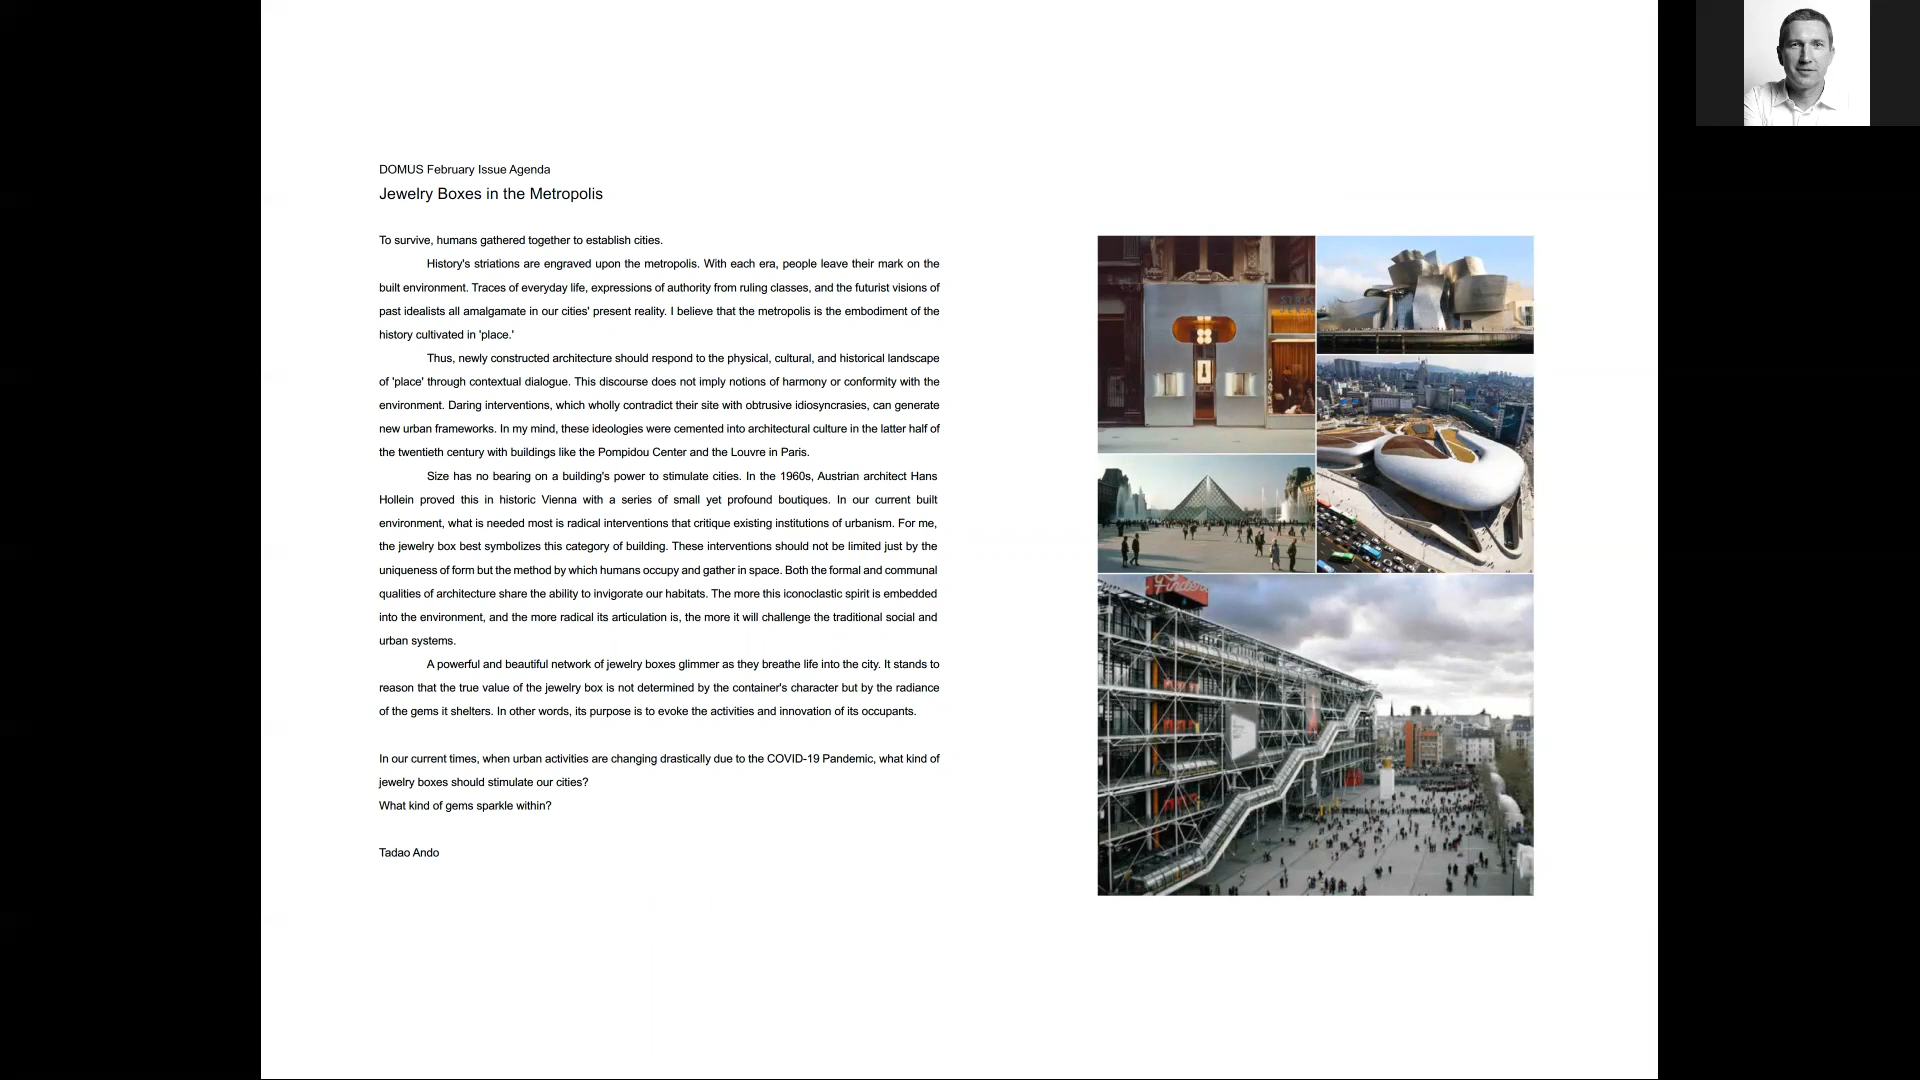 DOMUS February Issue Agenda
Jewelry Boxes in the Metropolis
To survive, humans gathered together to establish cities.
History's striations are engraved upon the metropolis. With each era, people leave their mark on the
built environment. Traces of everyday life, expressions of authority from ruling classes, and the futurist visions of
past idealists all amalgamate in our cities' present reality. I believe that the metropolis is the embodiment of the
history cultivated in 'place.'
Thus, newly constructed architecture should respond to the physical, cultural, and historical landscape
of 'place' through contextual dialogue. This discourse does not imply notions of harmony or conformity with the
environment. Daring interventions, which wholly contradict their site with obtrusive idiosyncrasies, can generate
new urban frameworks. In my mind, these ideologies were cemented into architectural culture in the latter half of
the twentieth century with buildings like the Pompidou Center and the Louvre in Paris.
Size has no bearing on a building's power to stimulate cities. In the 1960s, Austrian architect Hans
Hollein proved this in historic Vienna with a series of small yet profound boutiques. In our current built
environment, what is needed most is radical interventions that critique existing institutions of urbanism. For me,
the jewelry box best symbolizes this category of building. These interventions should not be limited just by the
uniqueness of form but the method by which humans occupy and gather in space. Both the formal and communal
qualities of architecture share the ability to invigorate our habitats. The more this iconoclastic spirit is embedded
into the environment, and the more radical its articulation is, the more it will challenge the traditional social and
urban systems.
A powerful and beautiful network of jewelry boxes glimmer as they breathe life into the city. It stands to
reason that the true value of the jewelry box is not determined by the container's character but by the radiance
of the gems it shelters. In other words, its purpose is to evoke the activities and innovation of its occupants.
In our current times, when urban activities are changing drastically due to the COVID-19 Pandemic, what kind of
jewelry boxes should stimulate our cities?
What kind of gems sparkle within?
Tadao Ando